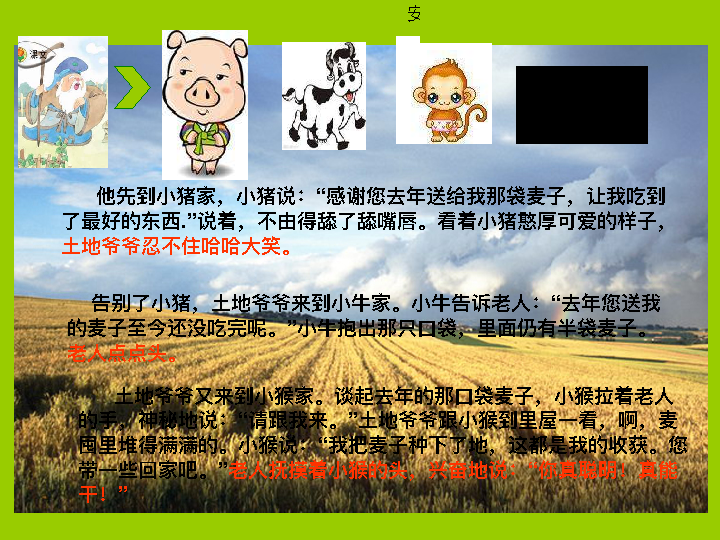 安
课文
他先到小猪家，小猪说：“感谢您去年送给我那袋麦子，让我吃到
了最好的东西.”说着，不由得舔了舔嘴唇。看着小猪憨厚可爱的样子，
土地爷爷忍不住哈哈大笑。
告别了小猪，土地爷爷来到小牛家。小牛告诉老人：“去年您送我
的麦子至今还没吃完呢。”小牛抱出那只口袋，里面仍有半袋麦子。
老人点点头。
土地爷爷又来到小猴家。谈起去年的那口袋麦子，小猴拉着老人
的手，神秘地说：“请跟我来。”土地爷爷跟小猴到里屋一看，啊，麦
囤里堆得满满的。小猴说：“我把麦子种下了地，这都是我的收获。您
带一些回家吧。”老人抚摸着小猴的头，兴奋地说：“你真聪明！真能
干！”